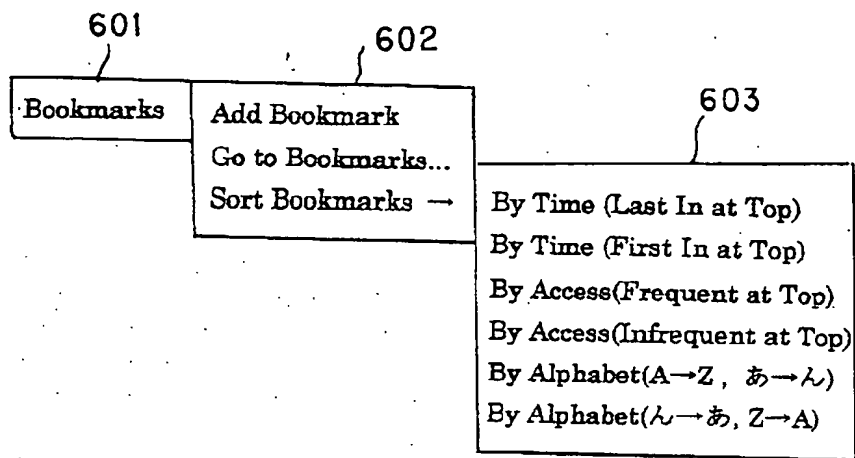 601
602
Bookmarks
Add Bookmark
Go to Bookmarks...
Sort Bookmarks →
603
By Time (Last In at Top)
By Time (First In at Top)
By Access(Frequent at Top)
By Access(Infrequent at Top)
By Alphabet(A→Z , あ→ん)
By Alphabet(ん→あ, Z→A)